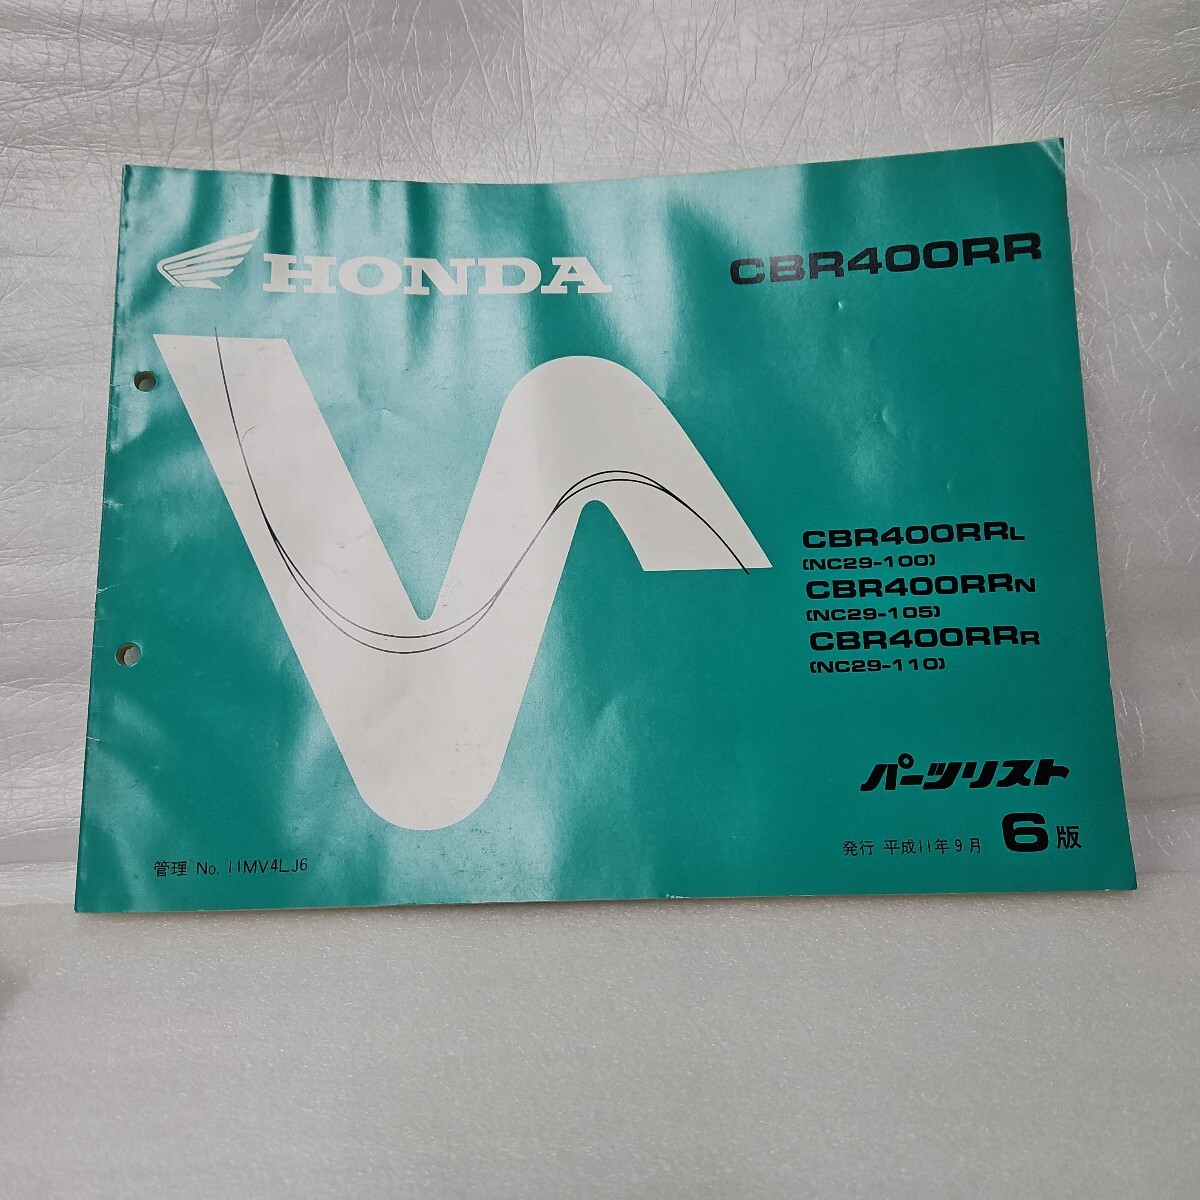 HONDA
CBR400RR
CBR400RRL
(NC29-100)
CBR400RRN
(NC29-105)
CBR400RRR
(NC29-110)
パーツリスト
発行 平成11年9月 6版
管理 No. 11MV4LJ6